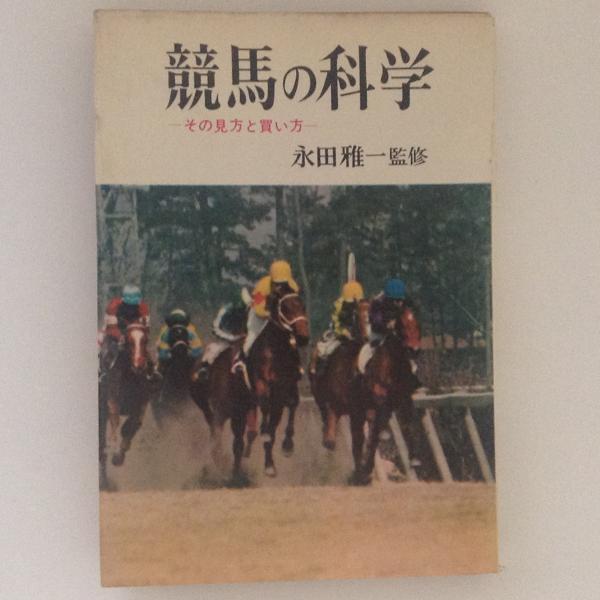 競馬の科学
―その見方と買い方―
永田雅一監修